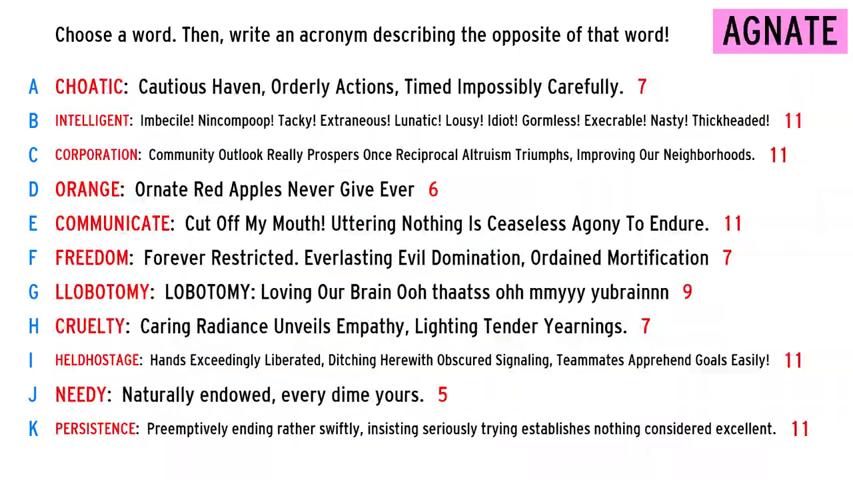 Choose a word. Then, write an acronym describing the opposite of that word!
AGNATE
A CHOATIC: Cautious Haven, Orderly Actions, Timed Impossibly Carefully. 7
B INTELLIGENT: Imbecile! Nincompoop! Tacky! Extraneous! Lunatic! Lousy! Idiot! Gormless! Execrable! Nasty! Thickheaded! 11
C CORPORATION: Community Outlook Really Prospers Once Reciprocal Altruism Triumphs, Improving Our Neighborhoods. 11
D ORANGE: Ornate Red Apples Never Give Ever 6
E COMMUNICATE: Cut Off My Mouth! Uttering Nothing Is Ceaseless Agony To Endure. 11
F FREEDOM: Forever Restricted. Everlasting Evil Domination, Ordained Mortification 7
G LLOBOTOMY: LOBOTOMY: Loving Our Brain Ooh thaatss ohh mmyyy yubrainnn 9
H CRUELTY: Caring Radiance Unveils Empathy, Lighting Tender Yearnings. 7
I HELDHOSTAGE: Hands Exceedingly Liberated, Ditching Herewith Obscured Signaling, Teammates Apprehend Goals Easily! 11
J NEEDY: Naturally endowed, every dime yours. 5
K PERSISTENCE: Preemptively ending rather swiftly, insisting seriously trying establishes nothing considered excellent. 11